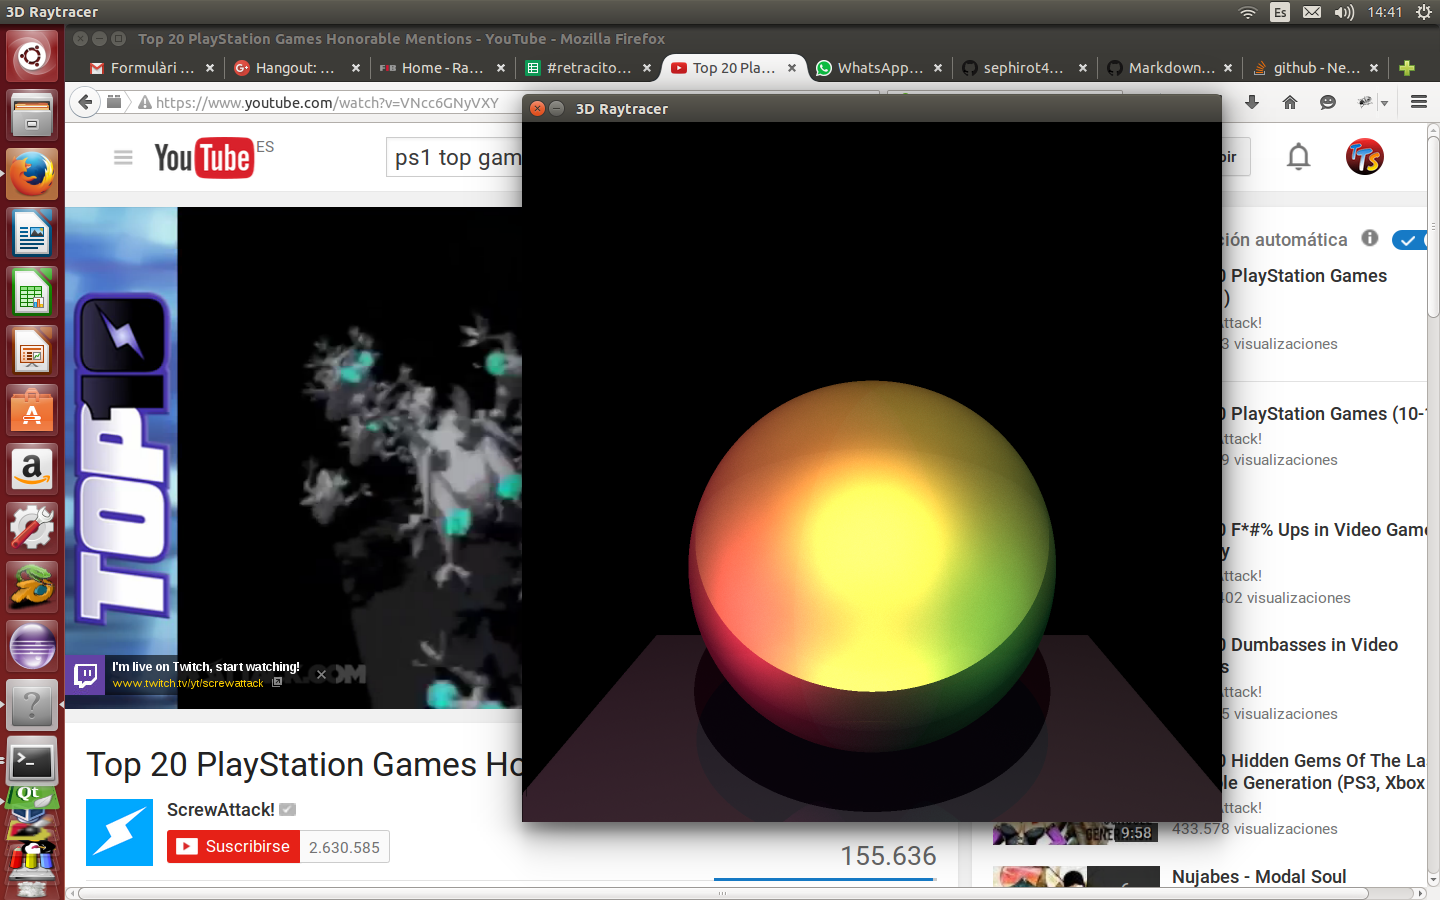 3D Raytracer
Es
14:41
Top 20 PlayStation Games Honorable Mentions - YouTube - Mozilla Firefox
Formulàri ...
Hangout: ...
Home - Ra...
#retracito...
Top 20 Pla...
WhatsApp...
sephirot4...
Markdown...
github - Ne...
https://www.youtube.com/watch?v=VNcc6GNyVXY
3D Raytracer
YouTube ES
ps1 top gam
TTS
ción automática
PlayStation Games
)
ttack!
3 visualizaciones
PlayStation Games (10-
ttack!
9 visualizaciones
F*#% Ups in Video Game
y
ttack!
402 visualizaciones
Dumbasses in Video
s
ttack!
5 visualizaciones
Hidden Gems Of The La
le Generation (PS3, Xbox
ttack!
433.578 visualizaciones
9:58
Nujabes - Modal Soul
TOP10
I'm live on Twitch, start watching!
www.twitch.tv/yt/screwattack
Top 20 PlayStation Games Ho
ScrewAttack!
Suscribirse
2.630.585
155.636
a
Qt